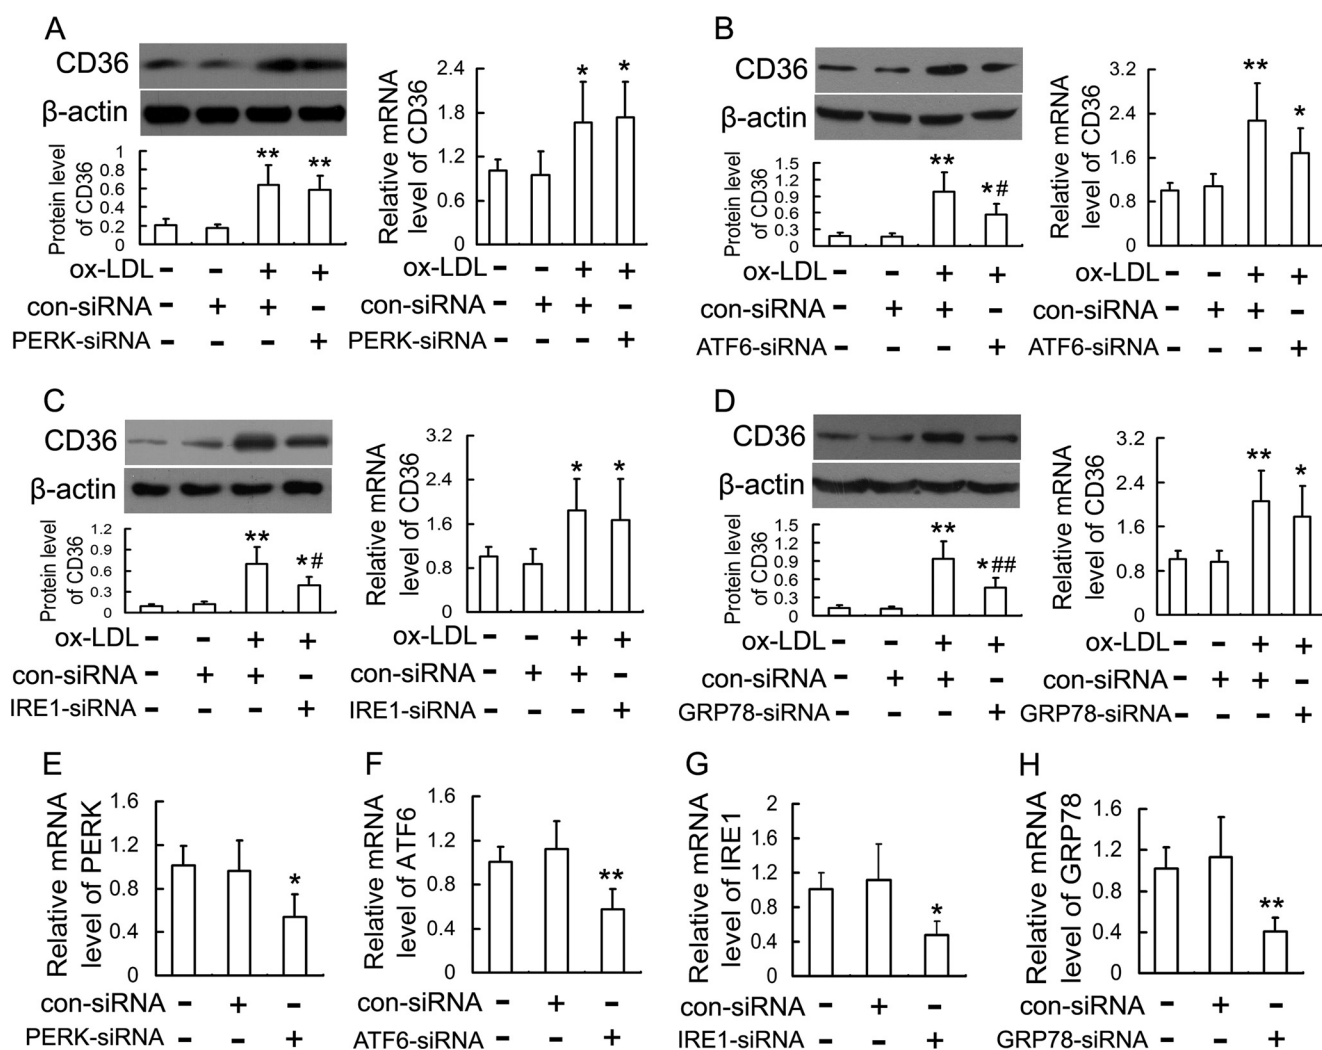 A
CD36
β-actin
Protein level
of CD36
1
0.8
0.6
0.4
0.2
0
** **
ox-LDL - - + +
con-siRNA - + + -
PERK-siRNA - - - +
Relative mRNA
level of CD36
2.4
1.8
1.2
0.6
0
* *
ox-LDL - - + +
con-siRNA - + + -
PERK-siRNA - - - +
B
CD36
β-actin
Protein level
of CD36
1.5
1.2
0.9
0.6
0.3
0
** *#
ox-LDL - - + +
con-siRNA - + + -
ATF6-siRNA - - - +
Relative mRNA
level of CD36
3.2
2.4
1.6
0.8
0
** *
ox-LDL - - + +
con-siRNA - + + -
ATF6-siRNA - - - +
C
CD36
β-actin
Protein level
of CD36
1.2
0.9
0.6
0.3
0
** *#
ox-LDL - - + +
con-siRNA - + + -
IRE1-siRNA - - - +
Relative mRNA
level of CD36
3.2
2.4
1.6
0.8
0
* *
ox-LDL - - + +
con-siRNA - + + -
IRE1-siRNA - - - +
D
CD36
β-actin
Protein level
of CD36
1.5
1.2
0.9
0.6
0.3
0
** *##
ox-LDL - - + +
con-siRNA - + + -
GRP78-siRNA - - - +
Relative mRNA
level of CD36
3.2
2.4
1.6
0.8
0
** *
ox-LDL - - + +
con-siRNA - + + -
GRP78-siRNA - - - +
E
Relative mRNA
level of PERK
1.6
1.2
0.8
0.4
0
*
con-siRNA - + -
PERK-siRNA - - +
F
Relative mRNA
level of ATF6
1.6
1.2
0.8
0.4
0
**
con-siRNA - + -
ATF6-siRNA - - +
G
Relative mRNA
level of IRE1
2
1.6
1.2
0.8
0.4
0
*
con-siRNA - + -
IRE1-siRNA - - +
H
Relative mRNA
level of GRP78
1.6
1.2
0.8
0.4
0
**
con-siRNA - + -
GRP78-siRNA - - +